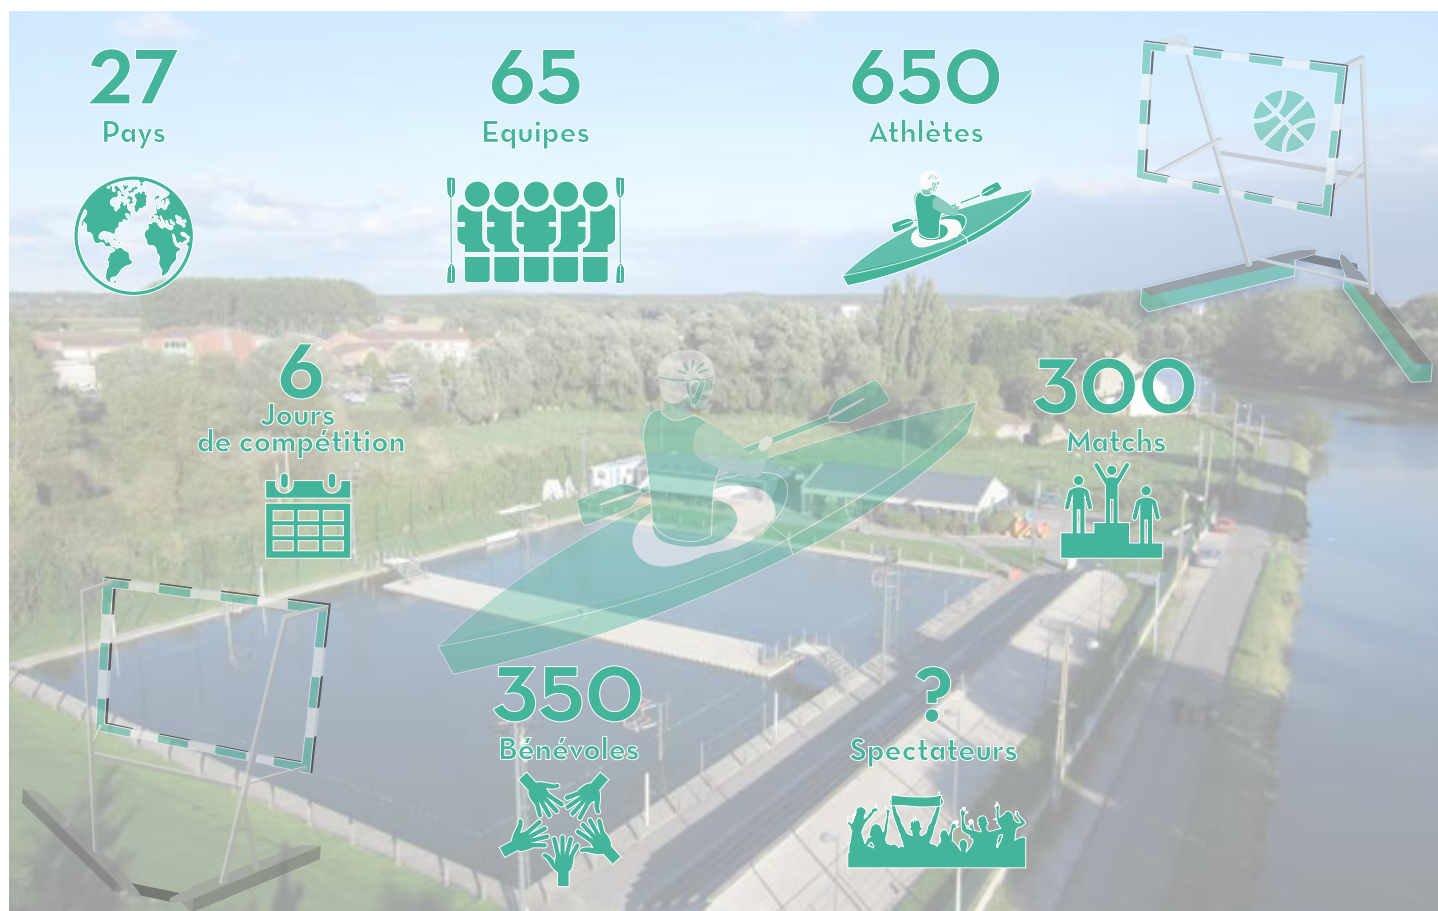 27
Pays
65
Equipes
650
Athlètes
6
Jours
de compétition
300
Matchs
350
Bénévoles
?
Spectateurs